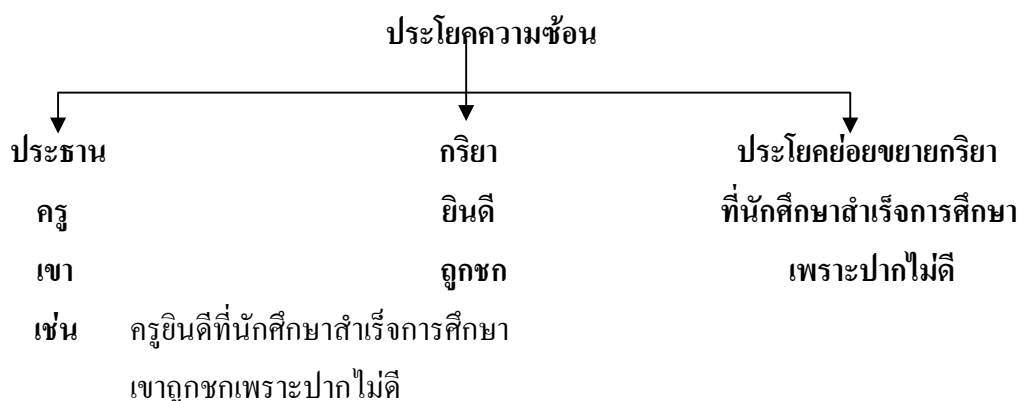 ประโยคความซ้อน
ประธาน กริยา ประโยคย่อยขยายกริยา
ครู ยินดี ที่นักศึกษาสำเร็จการศึกษา
เขา ถูกชก เพราะปากไม่ดี
เช่น ครูยินดีที่นักศึกษาสำเร็จการศึกษา
เขาถูกชกเพราะปากไม่ดี